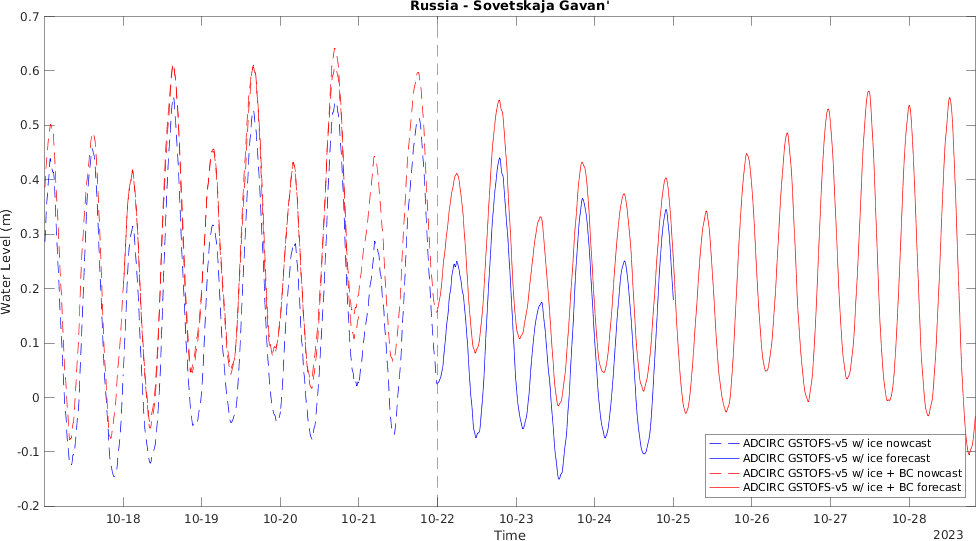 Russia - Sovetskaja Gavan'
0.7
0.6
0.5
0.4
0.3
0.2
0.1
0
-0.1
-0.2
Water Level (m)
ADCIRC GSTOFS-v5 w/ ice nowcast
ADCIRC GSTOFS-v5 w/ ice forecast
ADCIRC GSTOFS-v5 w/ ice + BC nowcast
ADCIRC GSTOFS-v5 w/ ice + BC forecast
10-18 10-19 10-20 10-21 10-22 10-23 10-24 10-25 10-26 10-27 10-28
Time
2023